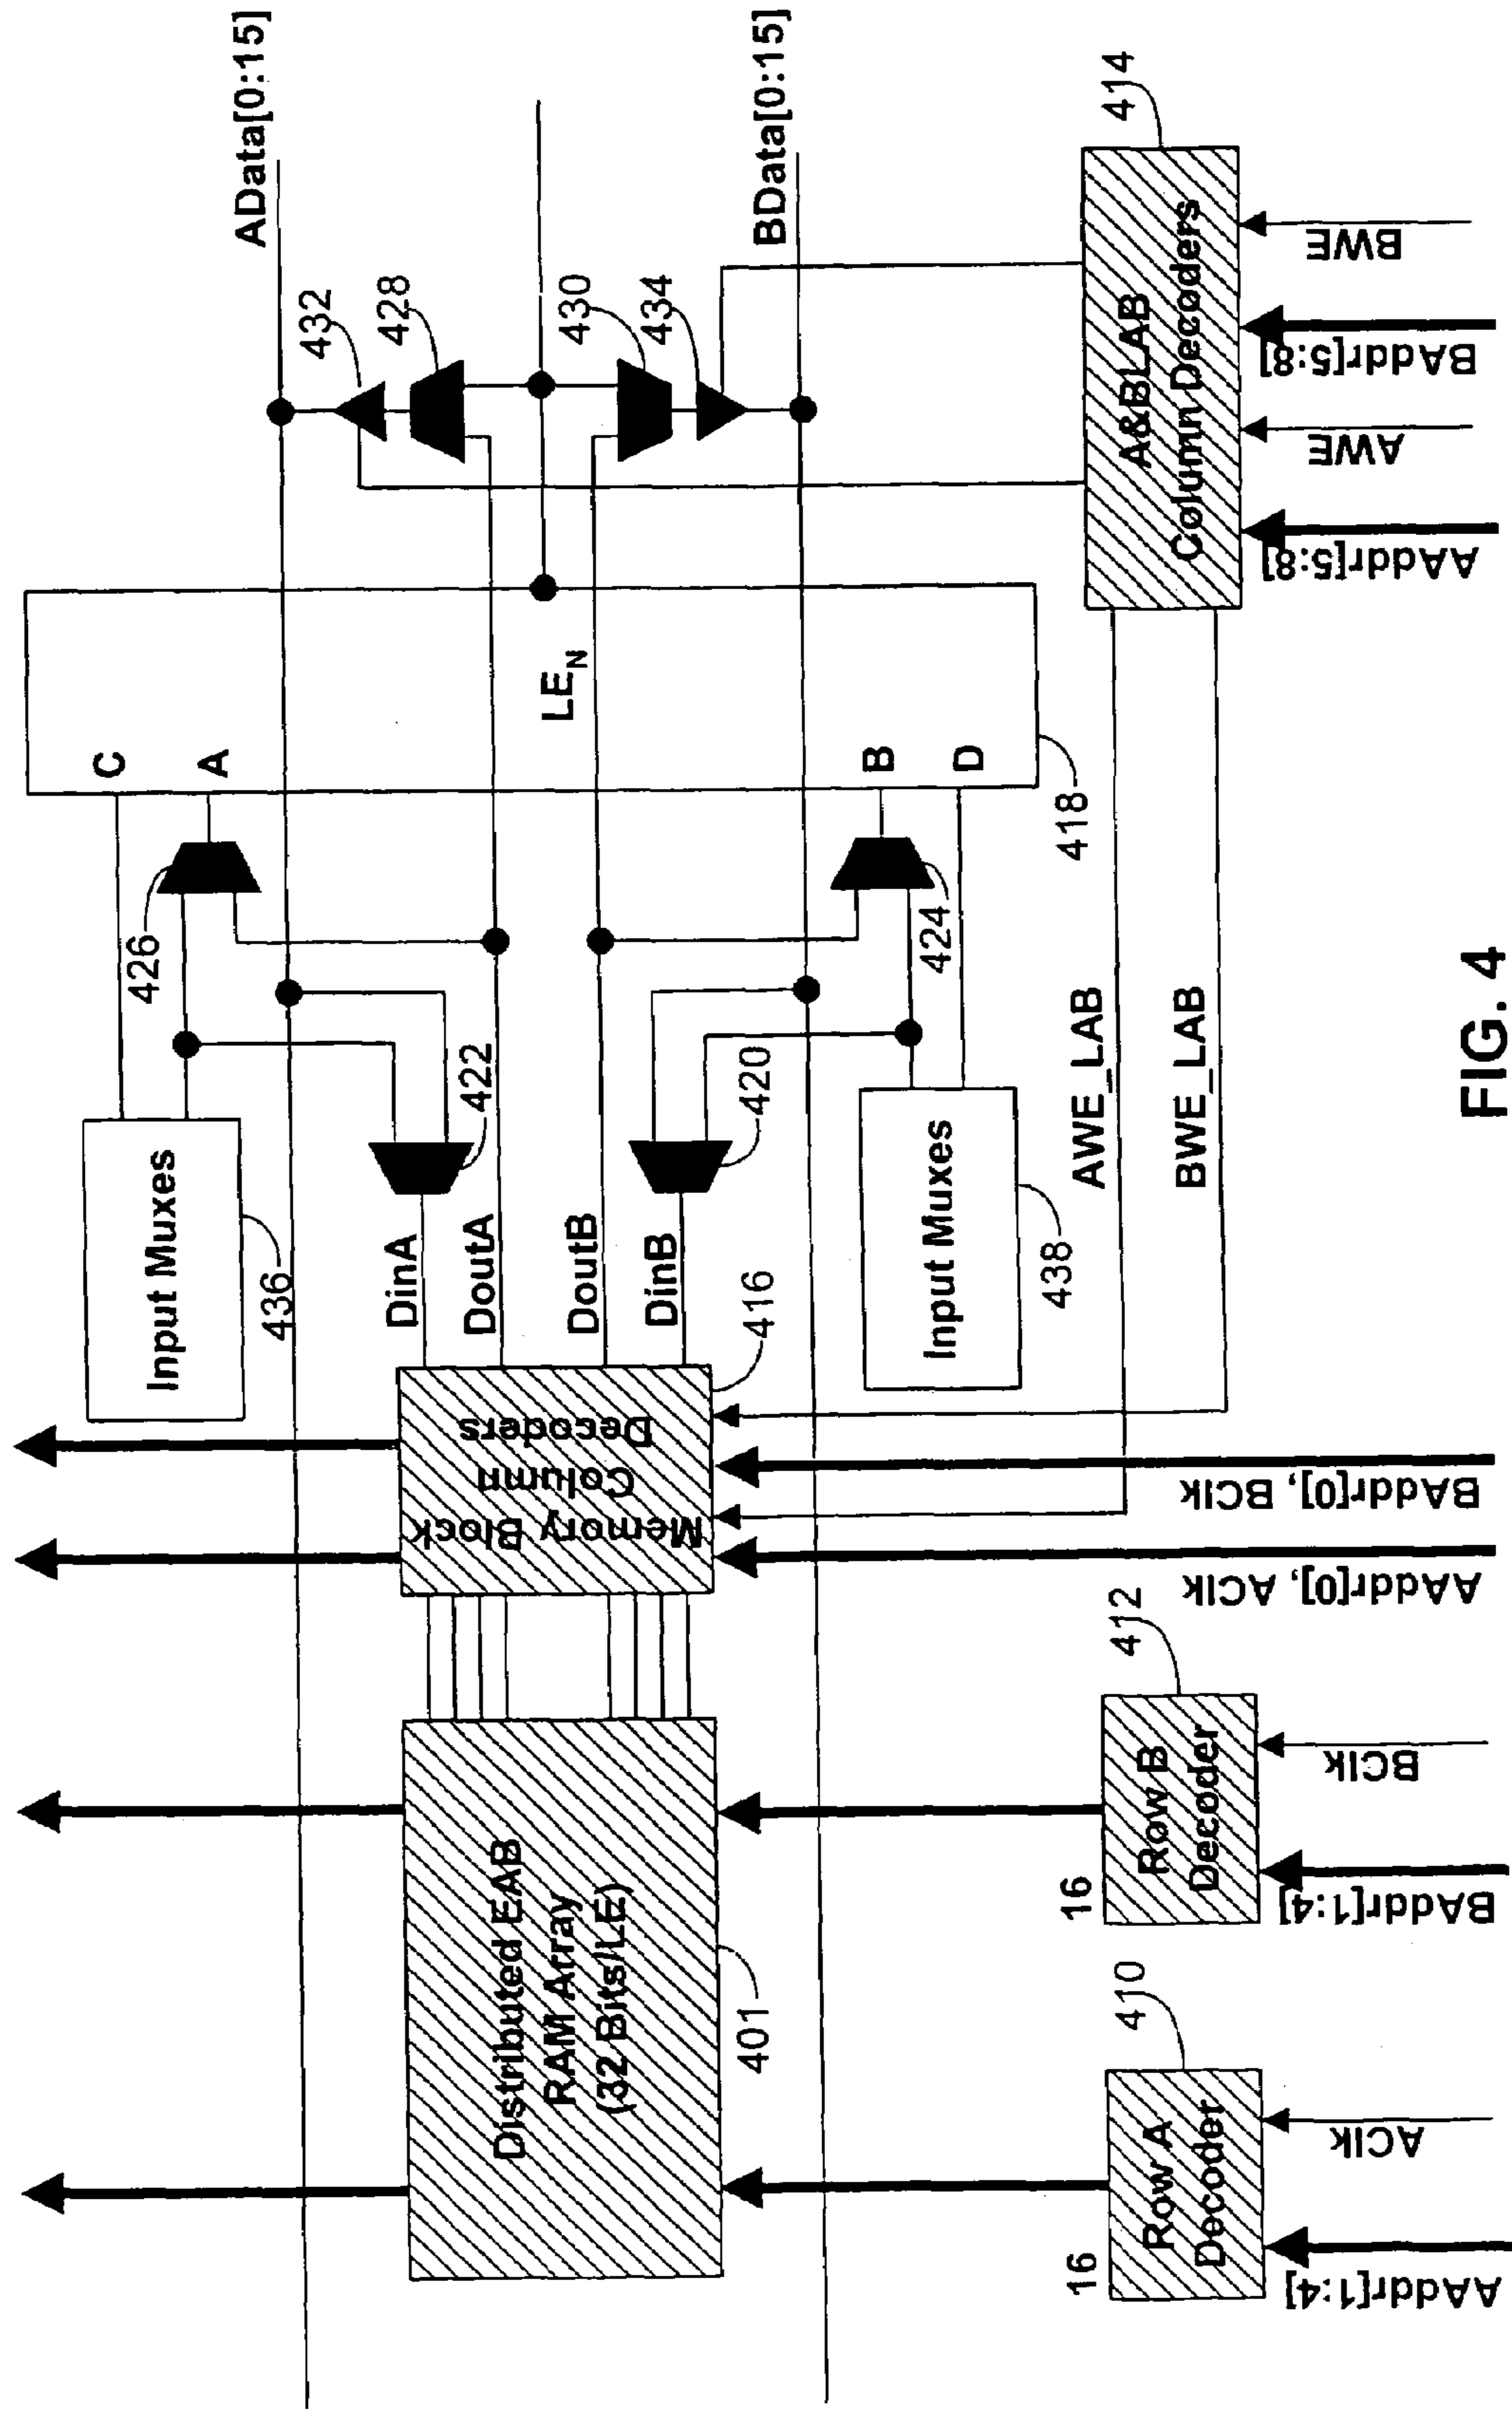 AD_ata[0:15]
BData[0:15]
432
428
430
434
414
A&BLAB
Column Decoders
AAddr[5:8]
AWE
BAddr[5:8]
BWE
C
A
LE_N
B
D
418
426
424
422
420
Input Muxes
436
Input Muxes
438
DinA
DoutA
DoutB
DinB
416
Memory Block
Column
Decoders
AWE_LAB
BWE_LAB
AAddr[0], AClk
BAddr[0], BClk
Distributed EAB
RAM Array
(32 Bits/LE)
401
16
Row A
Decoder
410
AAddr[1:4]
AClk
16
Row B
Decoder
412
BAddr[1:4]
BClk
FIG. 4